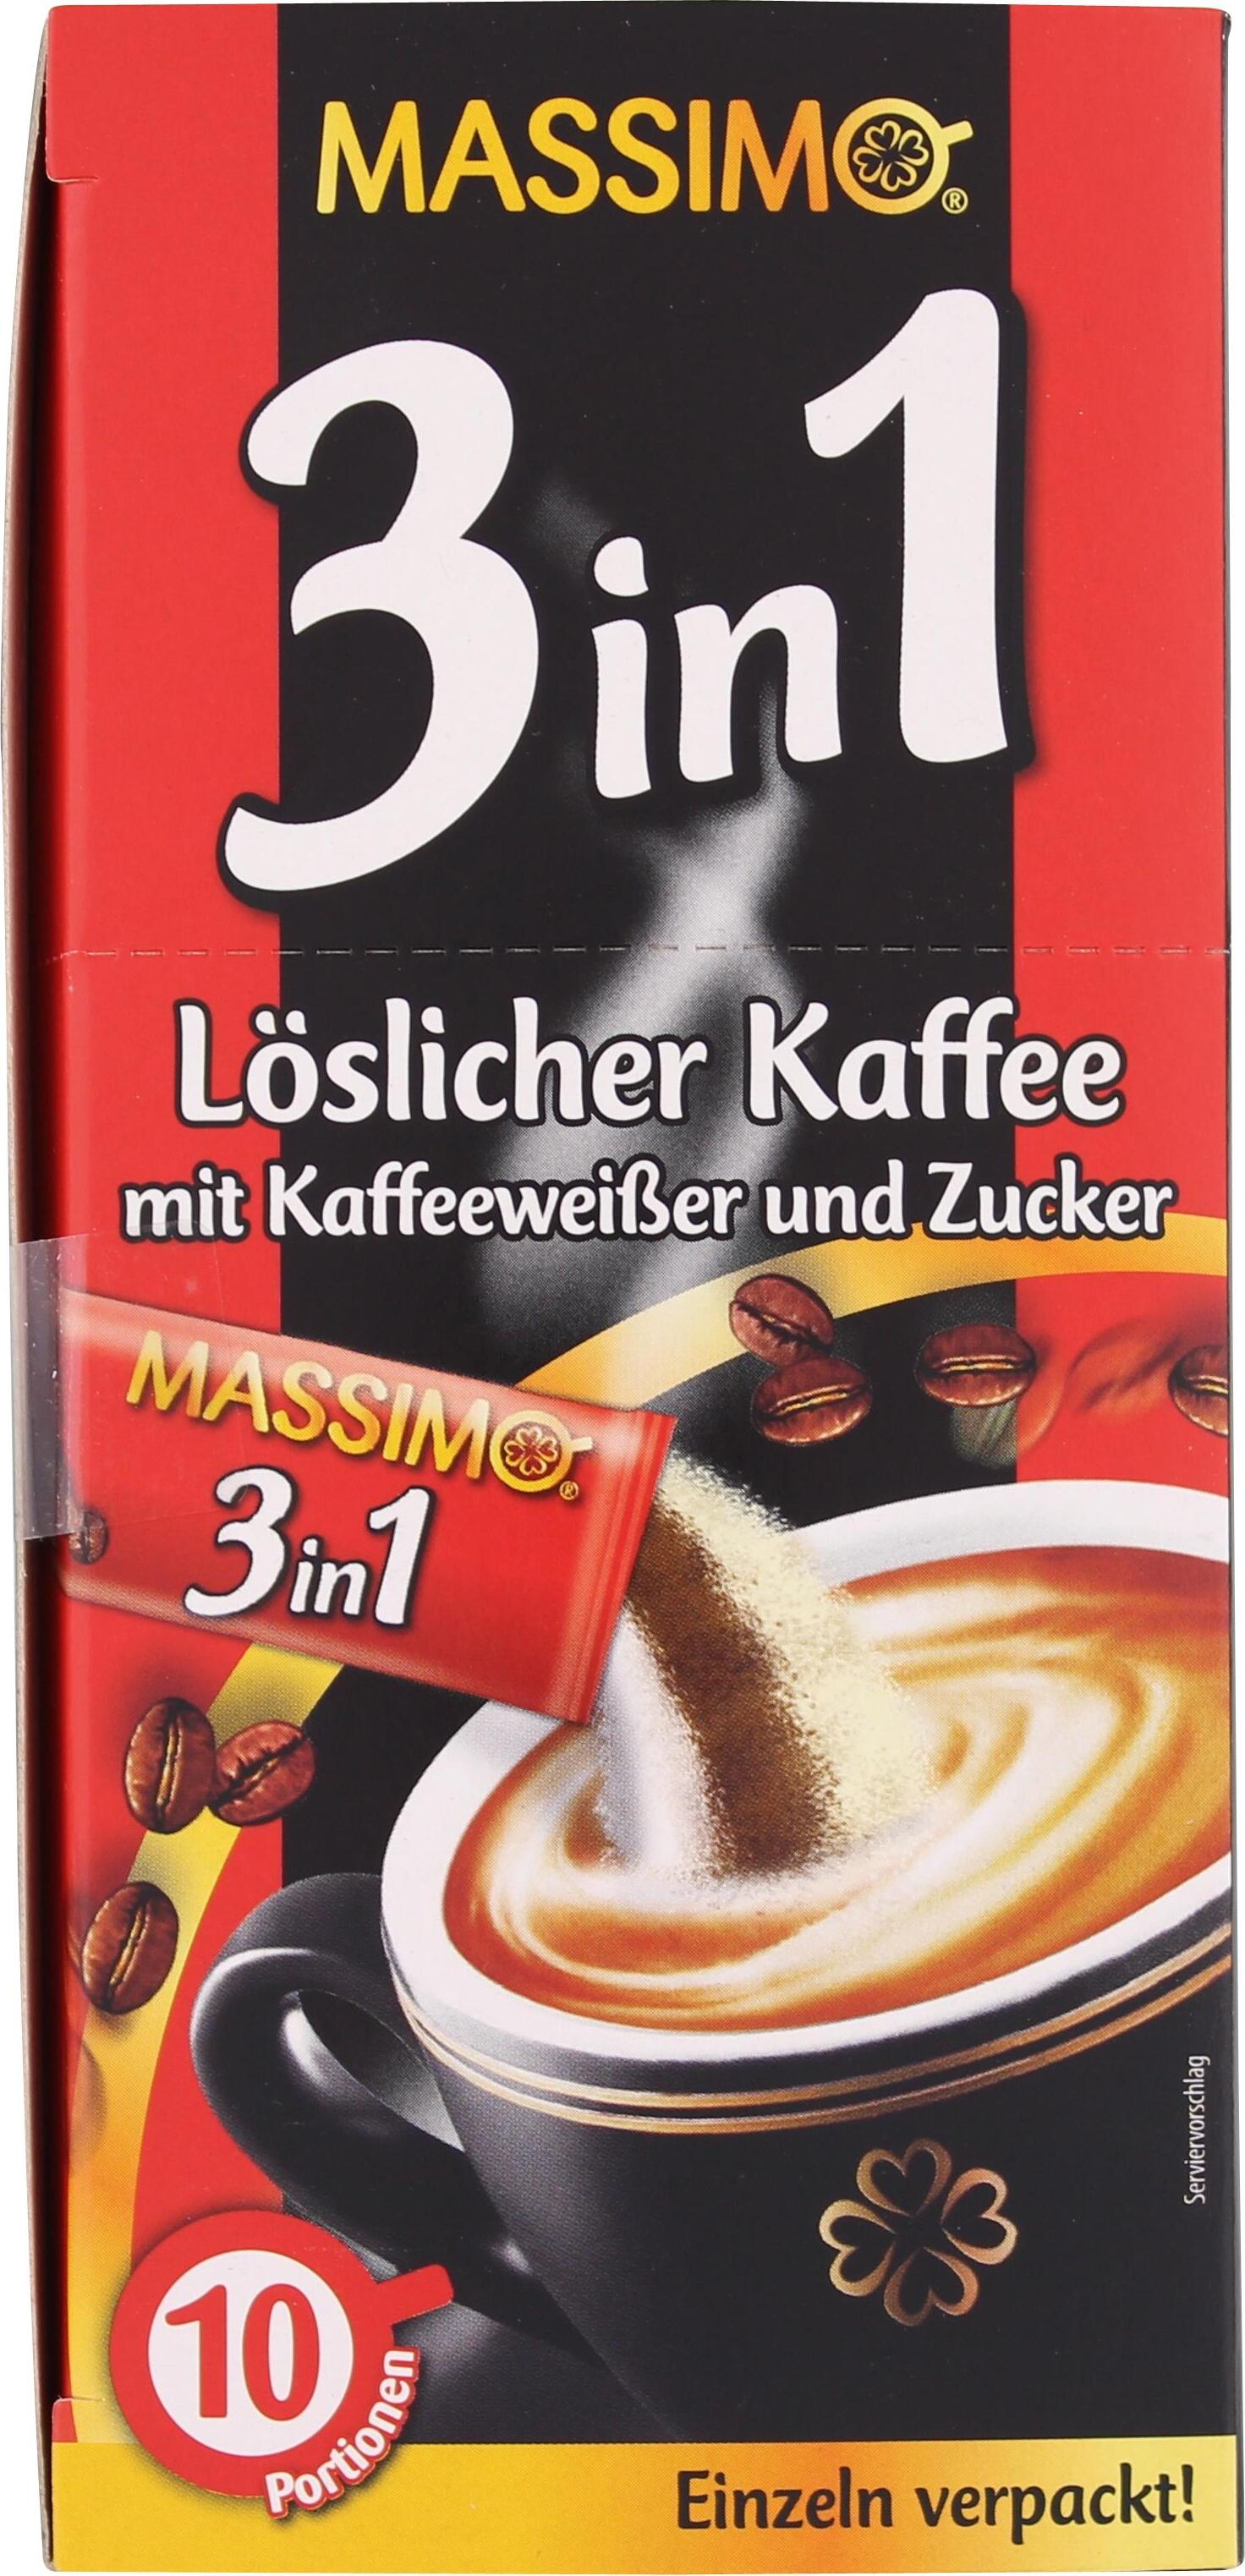 MASSIMO®
3in1
Löslicher Kaffee
mit Kaffeeweißer und Zucker
MASSIMO®
3in1
Serviervorschlag
10
Portionen
Einzeln verpackt!